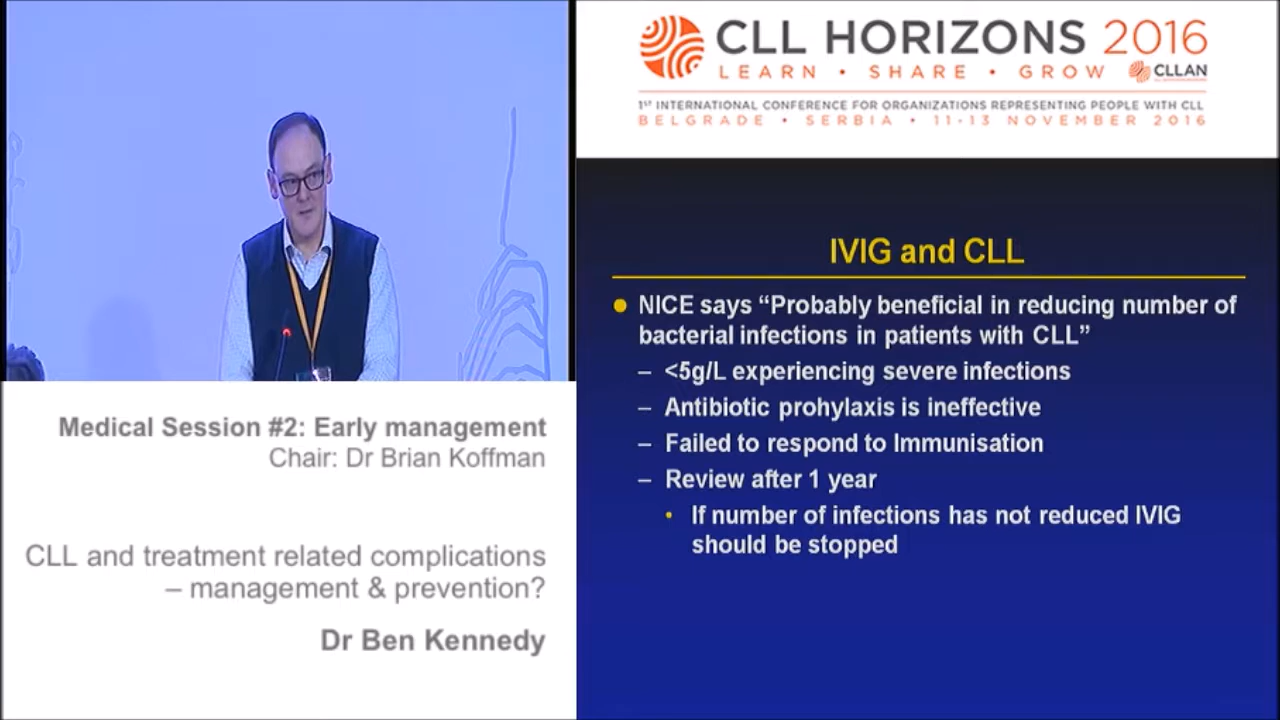 CLL HORIZONS 2016
LEARN • SHARE • GROW
CLLAN
1ST INTERNATIONAL CONFERENCE FOR ORGANIZATIONS REPRESENTING PEOPLE WITH CLL
BELGRADE • SERBIA • 11-13 NOVEMBER 2016
IVIG and CLL
• NICE says “Probably beneficial in reducing number of
bacterial infections in patients with CLL”
– <5g/L experiencing severe infections
– Antibiotic prohylaxis is ineffective
– Failed to respond to Immunisation
– Review after 1 year
• If number of infections has not reduced IVIG
should be stopped
Medical Session #2: Early management
Chair: Dr Brian Koffman
CLL and treatment related complications
– management & prevention?
Dr Ben Kennedy